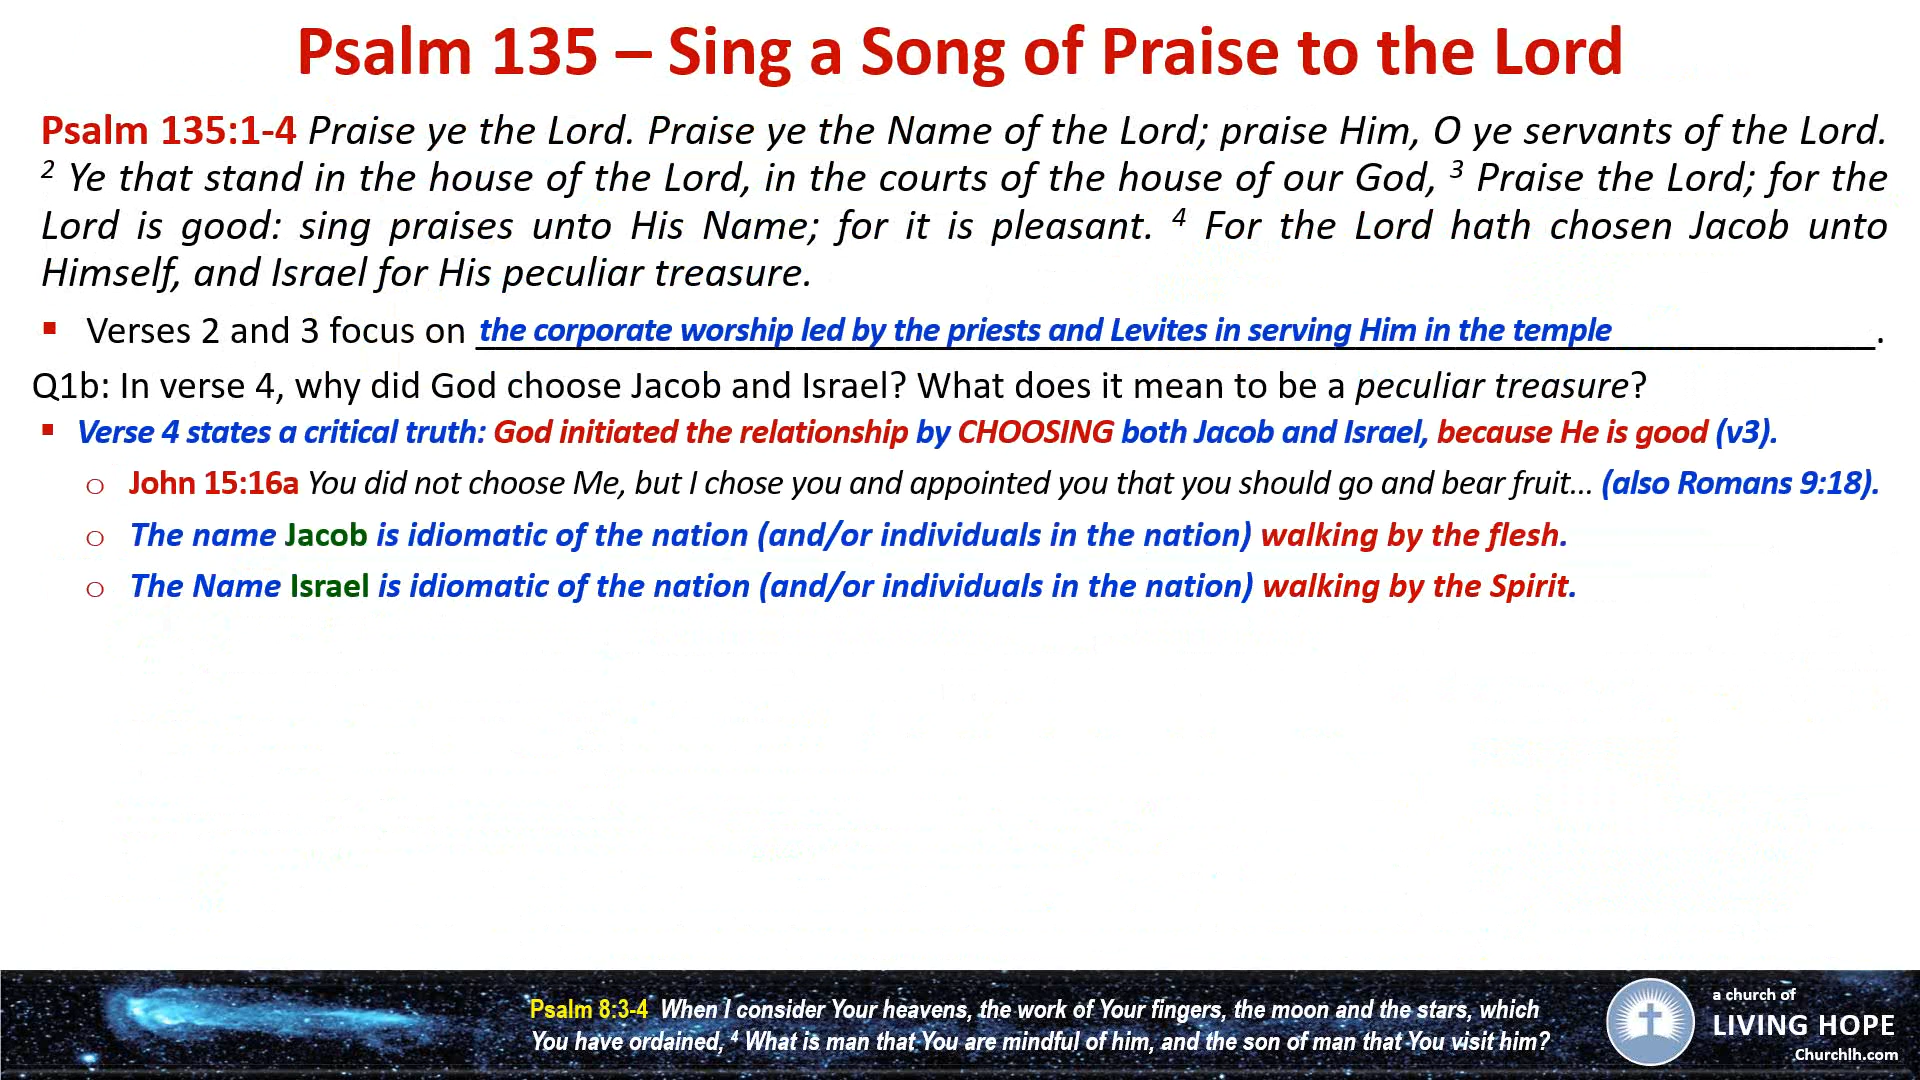 Psalm 135 – Sing a Song of Praise to the Lord
Psalm 135:1-4 Praise ye the Lord. Praise ye the Name of the Lord; praise Him, O ye servants of the Lord.
2 Ye that stand in the house of the Lord, in the courts of the house of our God, 3 Praise the Lord; for the
Lord is good: sing praises unto His Name; for it is pleasant. 4 For the Lord hath chosen Jacob unto
Himself, and Israel for His peculiar treasure.
▪ Verses 2 and 3 focus on the corporate worship led by the priests and Levites in serving Him in the temple.
Q1b: In verse 4, why did God choose Jacob and Israel? What does it mean to be a peculiar treasure?
▪ Verse 4 states a critical truth: God initiated the relationship by CHOOSING both Jacob and Israel, because He is good (v3).
o John 15:16a You did not choose Me, but I chose you and appointed you that you should go and bear fruit... (also Romans 9:18).
o The name Jacob is idiomatic of the nation (and/or individuals in the nation) walking by the flesh.
o The Name Israel is idiomatic of the nation (and/or individuals in the nation) walking by the Spirit.
Psalm 8:3-4 When I consider Your heavens, the work of Your fingers, the moon and the stars, which
You have ordained, 4 What is man that You are mindful of him, and the son of man that You visit him?
a church of
LIVING HOPE
Churchlh.com